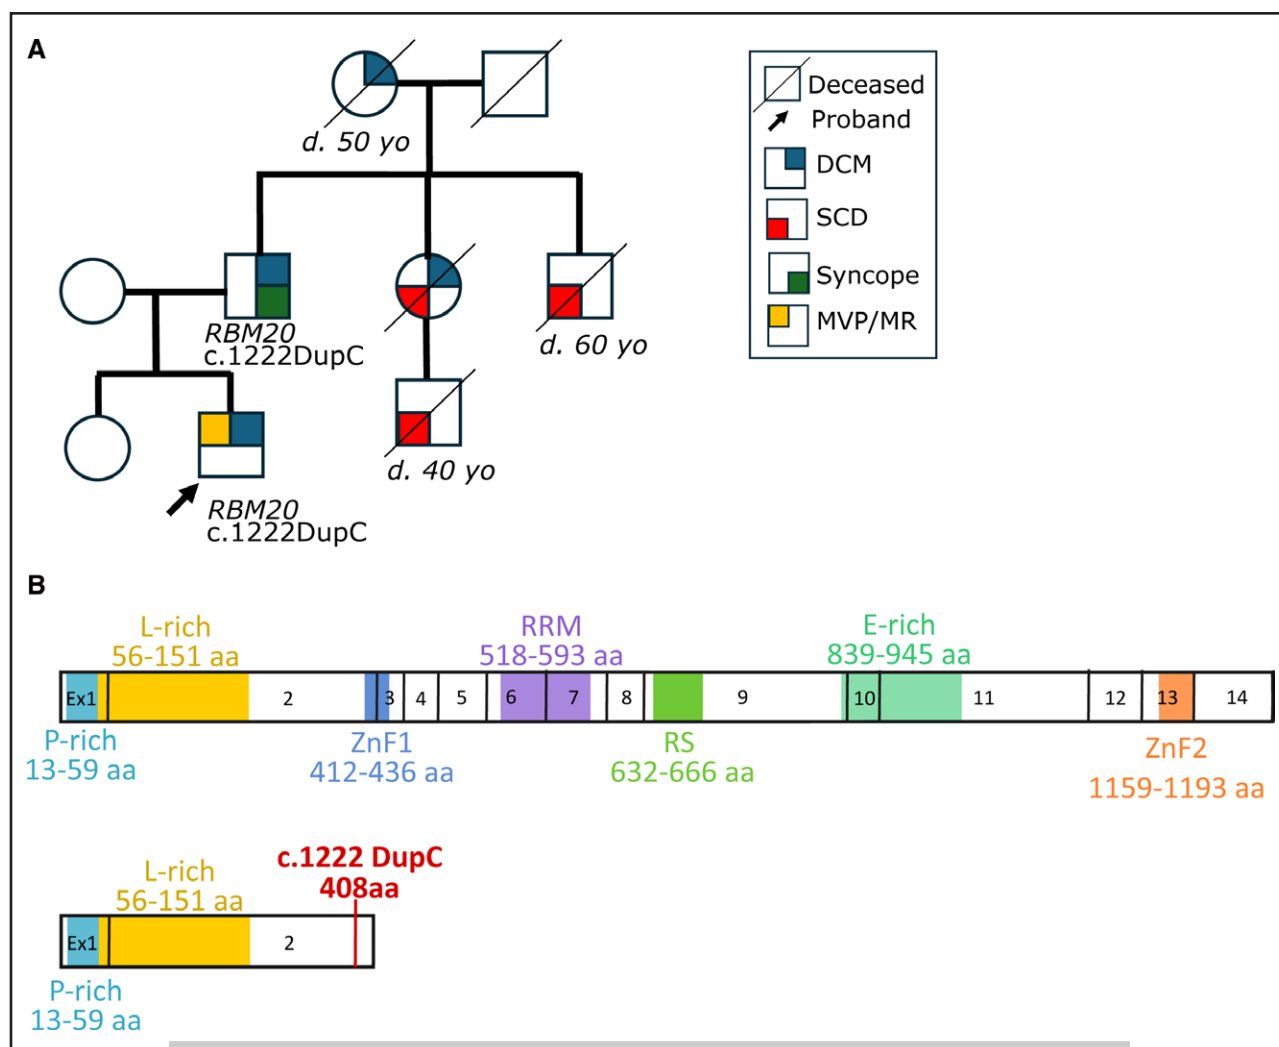 A
d. 50 yo
Deceased
Proband
DCM
SCD
Syncope
MVP/MR
RBM20
c.1222DupC
d. 60 yo
d. 40 yo
RBM20
c.1222DupC
B
L-rich
56-151 aa
RRM
518-593 aa
E-rich
839-945 aa
Ex1 2 3 4 5 6 7 8 9 10 11 12 13 14
P-rich
13-59 aa
ZnF1
412-436 aa
RS
632-666 aa
ZnF2
1159-1193 aa
L-rich
56-151 aa
c.1222 DupC
408aa
Ex1 2
P-rich
13-59 aa